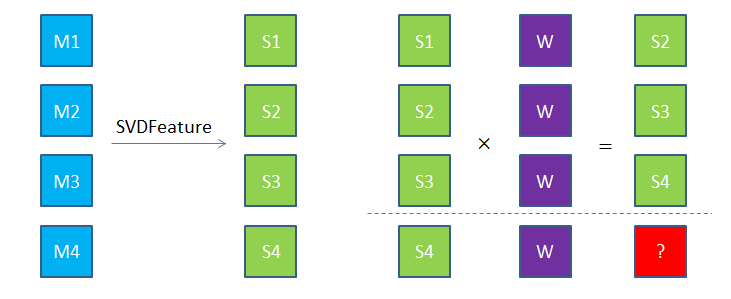 M1 S1 S1 W S2
M2 S2 S2 W S3
SVDFeature × =
M3 S3 S3 W S4
M4 S4 S4 W ?